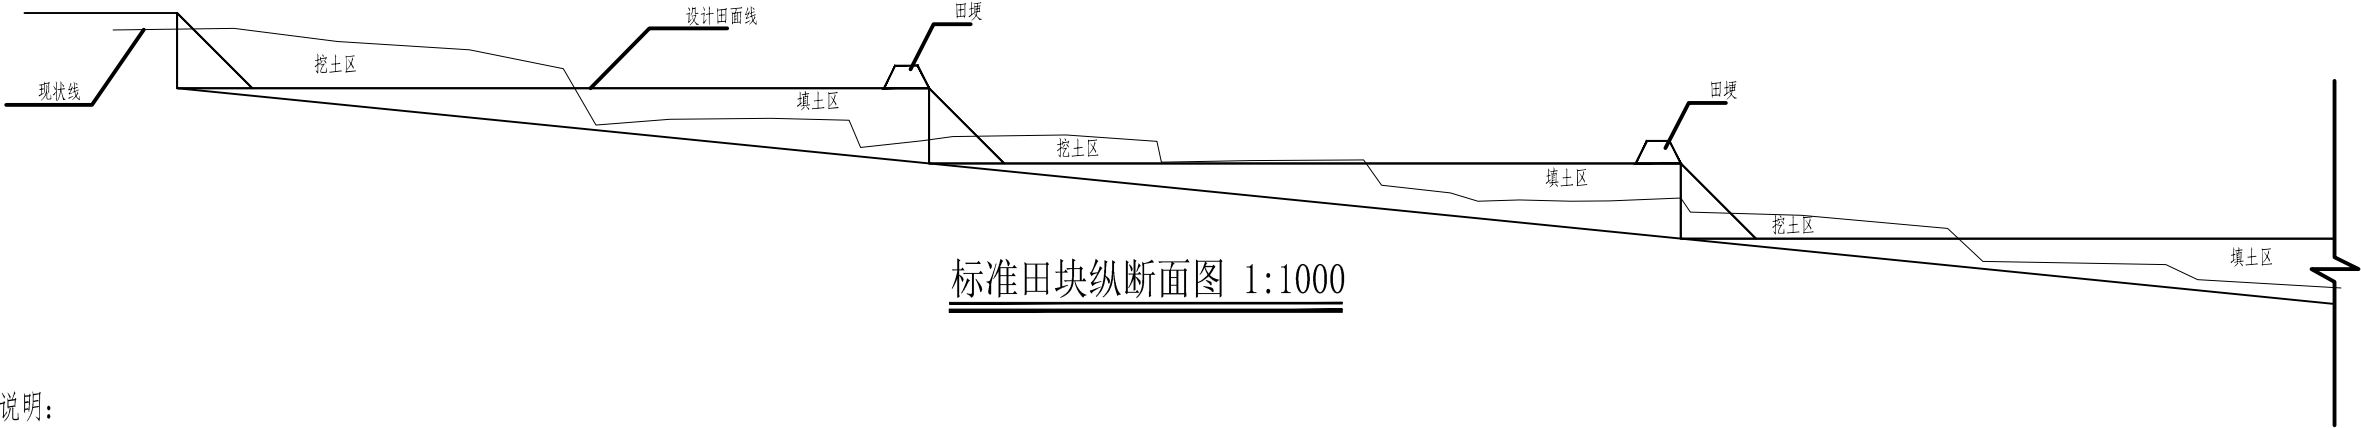 设计田面线
田埂
挖土区
现状线
填土区
田埂
挖土区
填土区
挖土区
填土区
标准田块纵断面图 1:1000
说明: